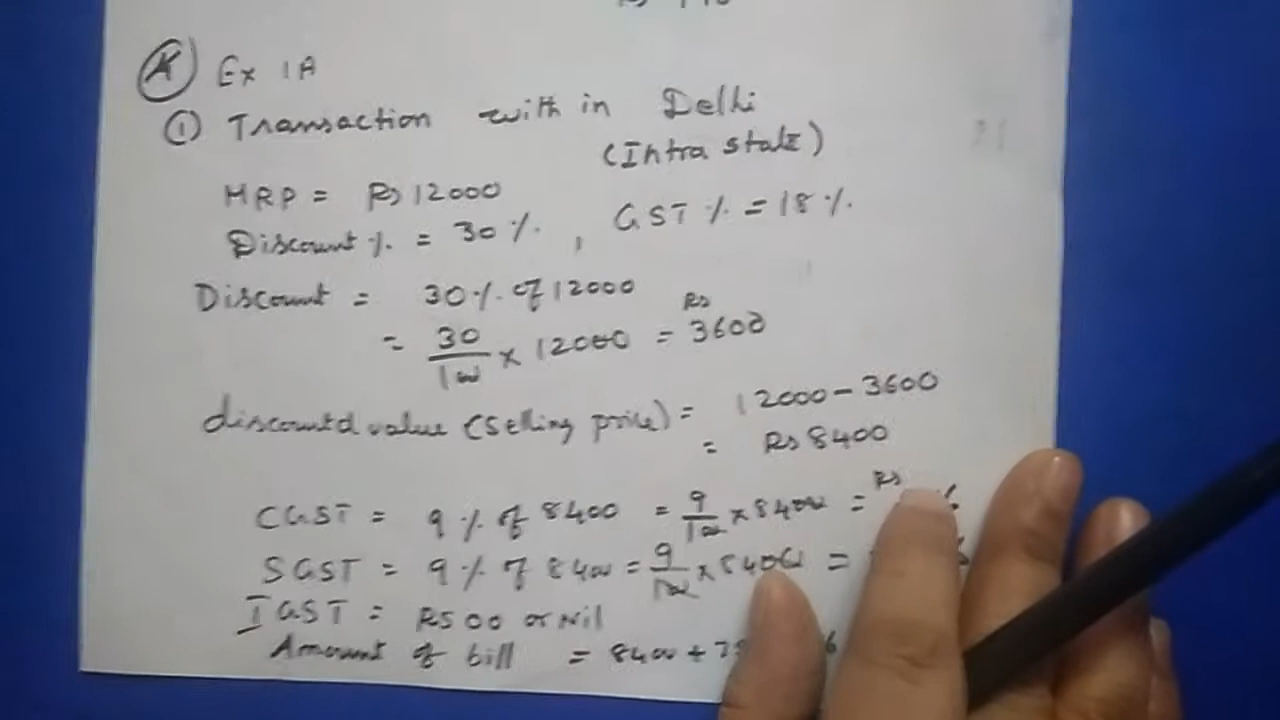 K Ex 1A
① Transaction with in Delhi
(Intra state)
MRP = Rs 12000
Discount % = 30 %. , GST % = 18 %.
Discount = 30 % of 12000
= 30/100 × 12000 = Rs 3600
discountd value (Selling price) = 12000 - 3600
= Rs 8400
CGST = 9 % of 8400 = 9/100 × 8400 = Rs
SGST = 9 % of 8400 = 9/100 × 8400 =
IGST = Rs 00 or Nil
Amount of bill = 8400 +